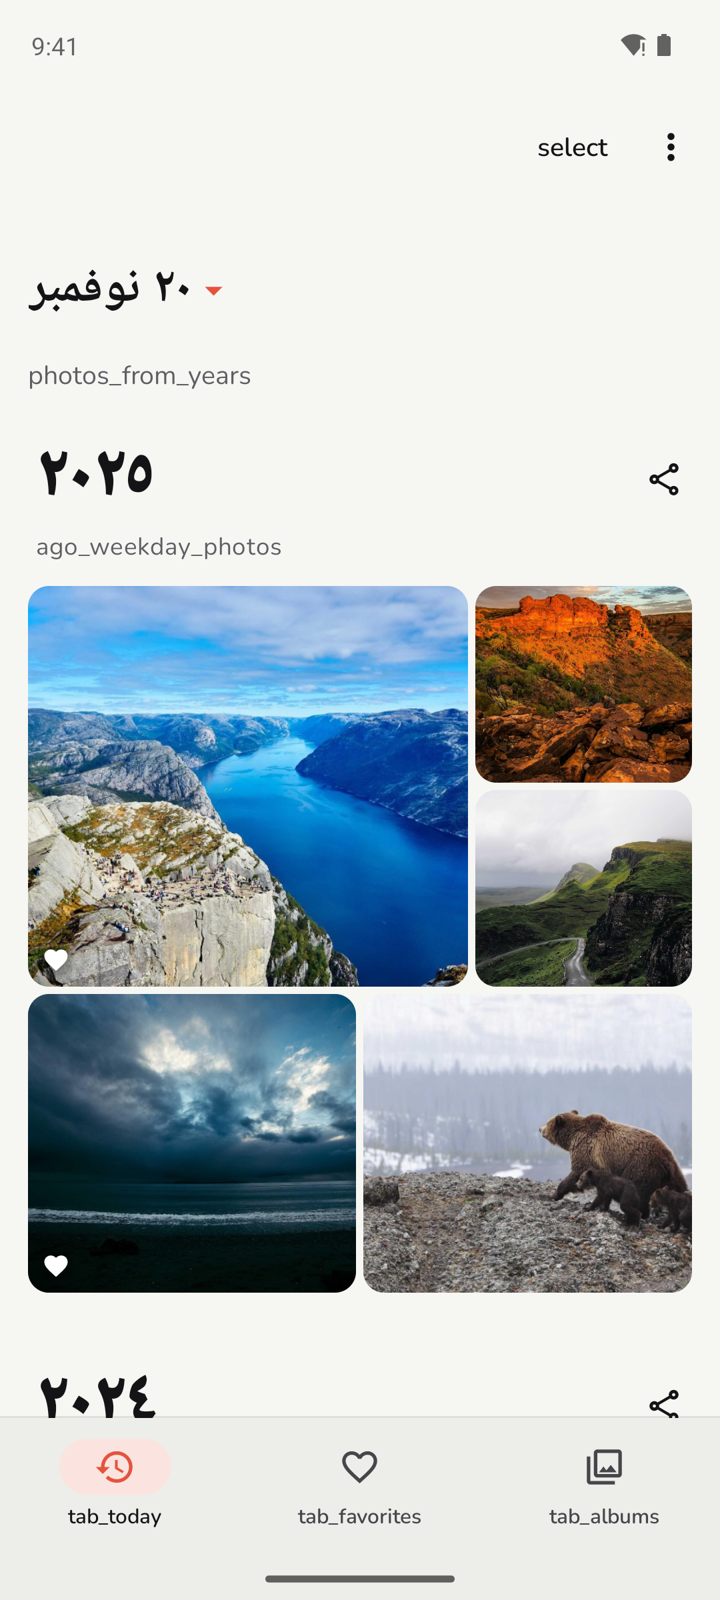 9:41
select
٢٠ نوفمبر
photos_from_years
٢٠٢٥
ago_weekday_photos
٢٠٢٤
tab_today
tab_favorites
tab_albums